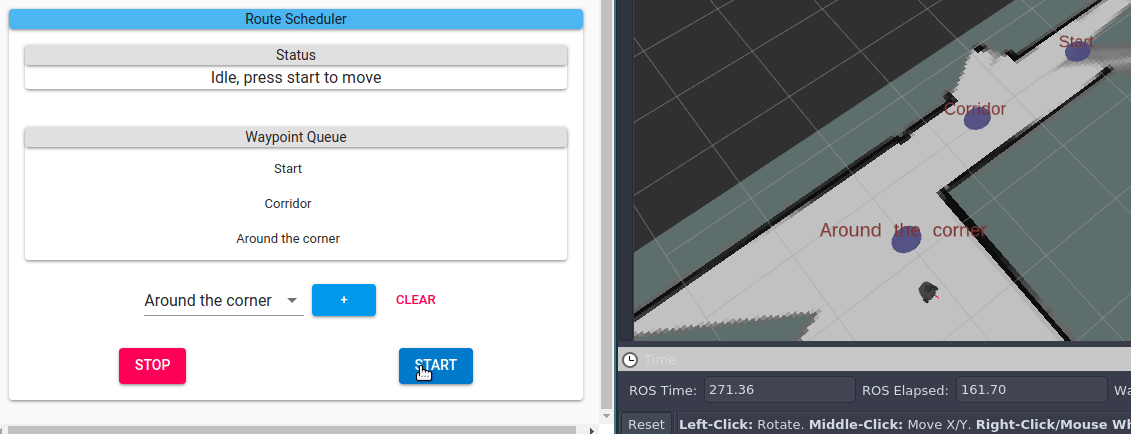 Route Scheduler
Status
Idle, press start to move
Waypoint Queue
Start
Corridor
Around the corner
Around the corner
+
CLEAR
STOP
START
Start
Corridor
Around the corner
Time
ROS Time: 271.36 ROS Elapsed: 161.70
Reset Left-Click: Rotate. Middle-Click: Move X/Y. Right-Click/Mouse